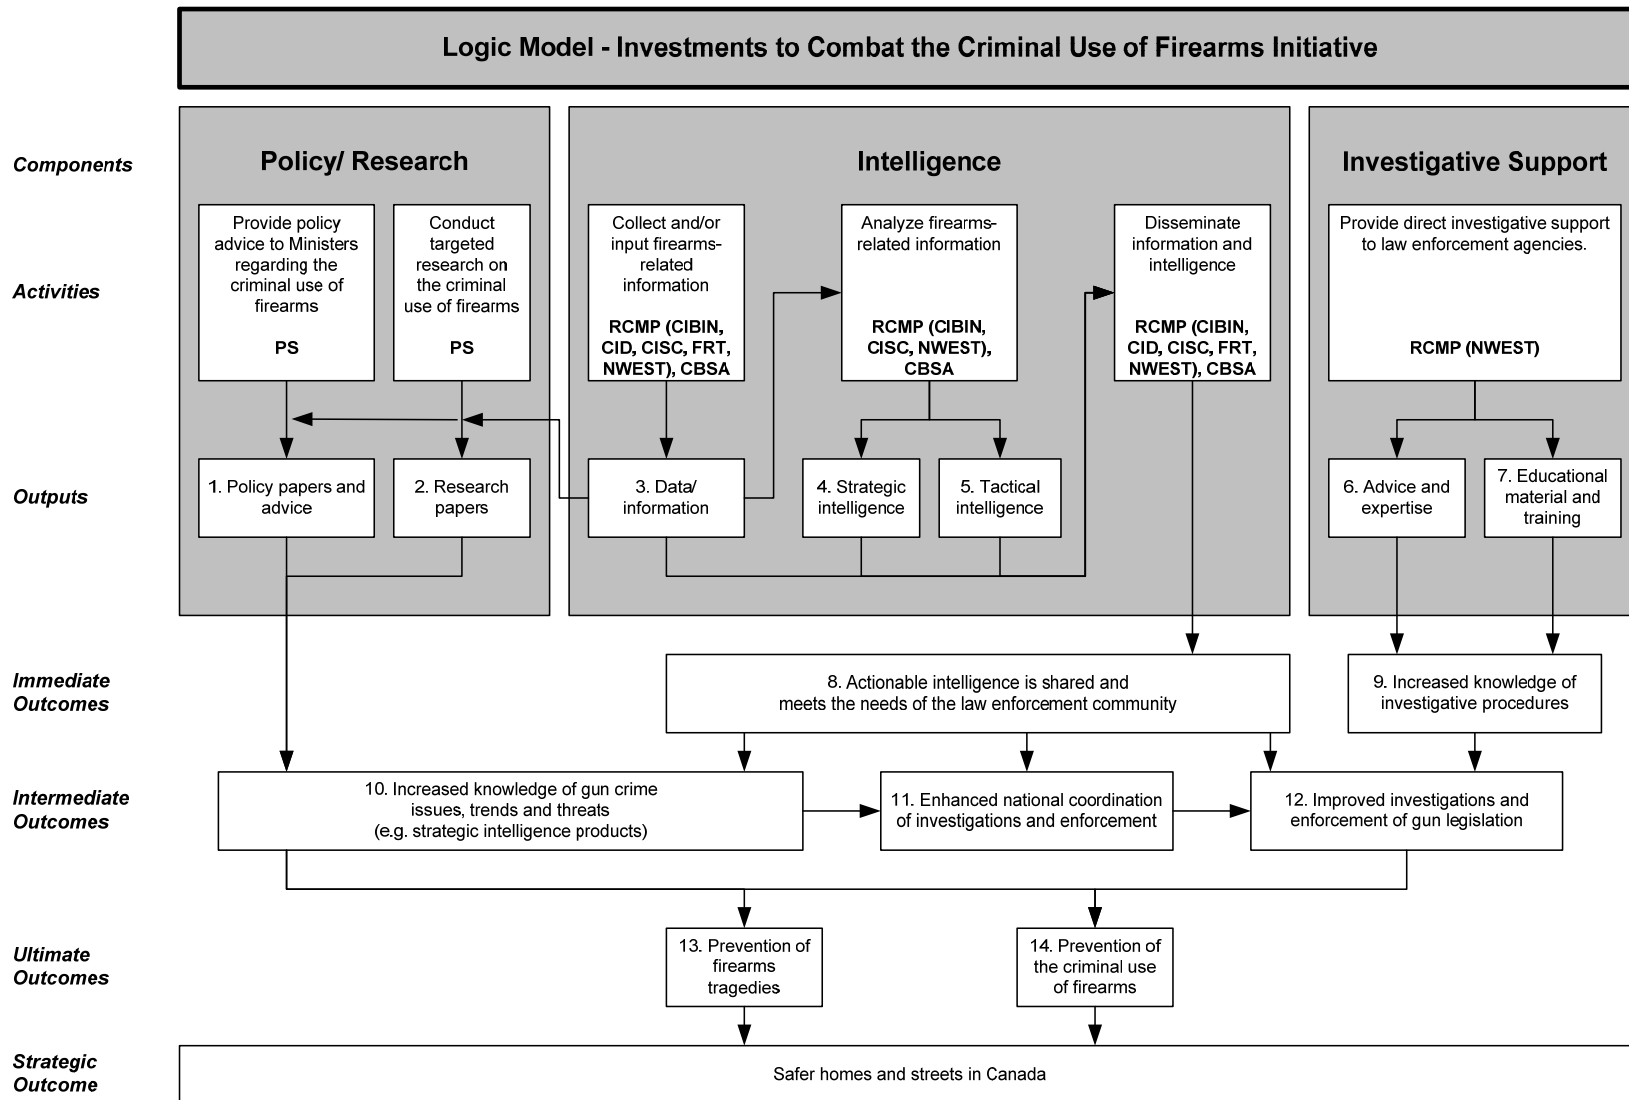 Logic Model - Investments to Combat the Criminal Use of Firearms Initiative
Components
Policy/ Research
Intelligence
Investigative Support
Activities
Provide policy
advice to Ministers
regarding the
criminal use of
firearms
PS
Conduct
targeted
research on
the criminal
use of firearms
PS
Collect and/or
input firearms-
related
information
RCMP (CIBIN,
CID, CISC, FRT,
NWEST), CBSA
Analyze firearms-
related information
RCMP (CIBIN,
CISC, NWEST),
CBSA
Disseminate
information and
intelligence
RCMP (CIBIN,
CID, CISC, FRT,
NWEST), CBSA
Provide direct investigative support
to law enforcement agencies.
RCMP (NWEST)
Outputs
1. Policy papers and
advice
2. Research
papers
3. Data/
information
4. Strategic
intelligence
5. Tactical
intelligence
6. Advice and
expertise
7. Educational
material and
training
Immediate
Outcomes
8. Actionable intelligence is shared and
meets the needs of the law enforcement community
9. Increased knowledge of
investigative procedures
Intermediate
Outcomes
10. Increased knowledge of gun crime
issues, trends and threats
(e.g. strategic intelligence products)
11. Enhanced national coordination
of investigations and enforcement
12. Improved investigations and
enforcement of gun legislation
Ultimate
Outcomes
13. Prevention of
firearms
tragedies
14. Prevention of
the criminal use
of firearms
Strategic
Outcome
Safer homes and streets in Canada